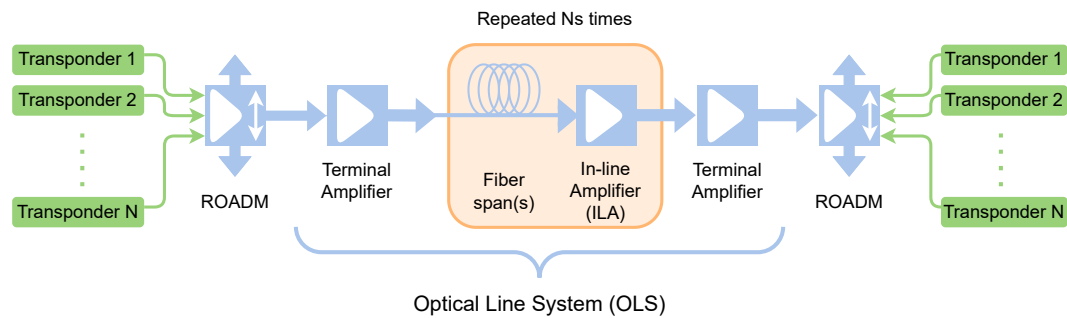 Repeated Ns times
Transponder 1
Transponder 2
Transponder N
ROADM
Terminal
Amplifier
Fiber
span(s)
In-line
Amplifier
(ILA)
Terminal
Amplifier
ROADM
Transponder 1
Transponder 2
Transponder N
Optical Line System (OLS)